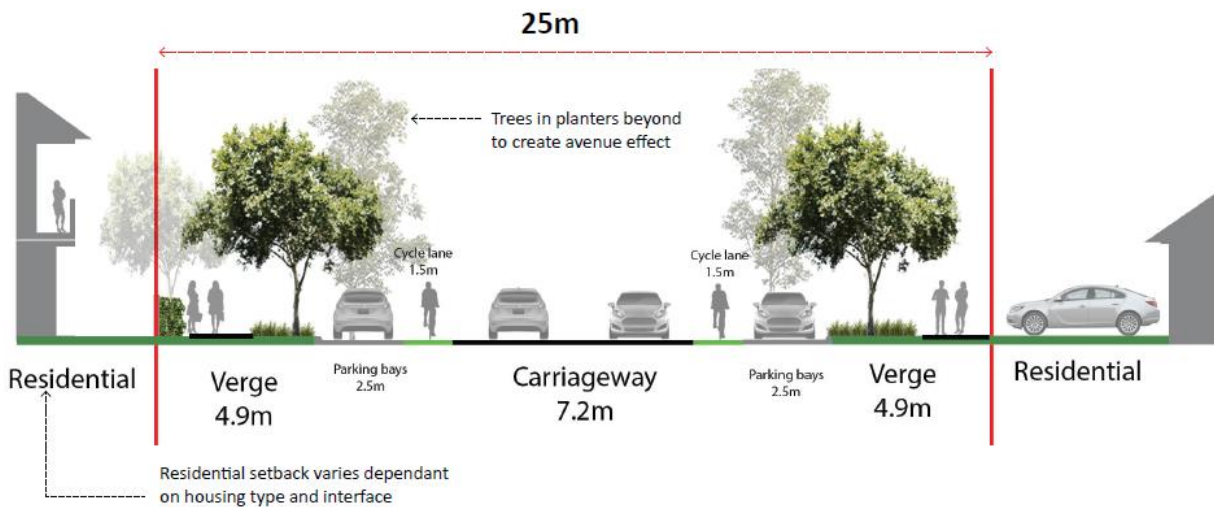 25m
Trees in planters beyond
to create avenue effect
Cycle lane
1.5m
Cycle lane
1.5m
Residential
Verge
4.9m
Parking bays
2.5m
Carriageway
7.2m
Parking bays
2.5m
Verge
4.9m
Residential
Residential setback varies dependant
on housing type and interface